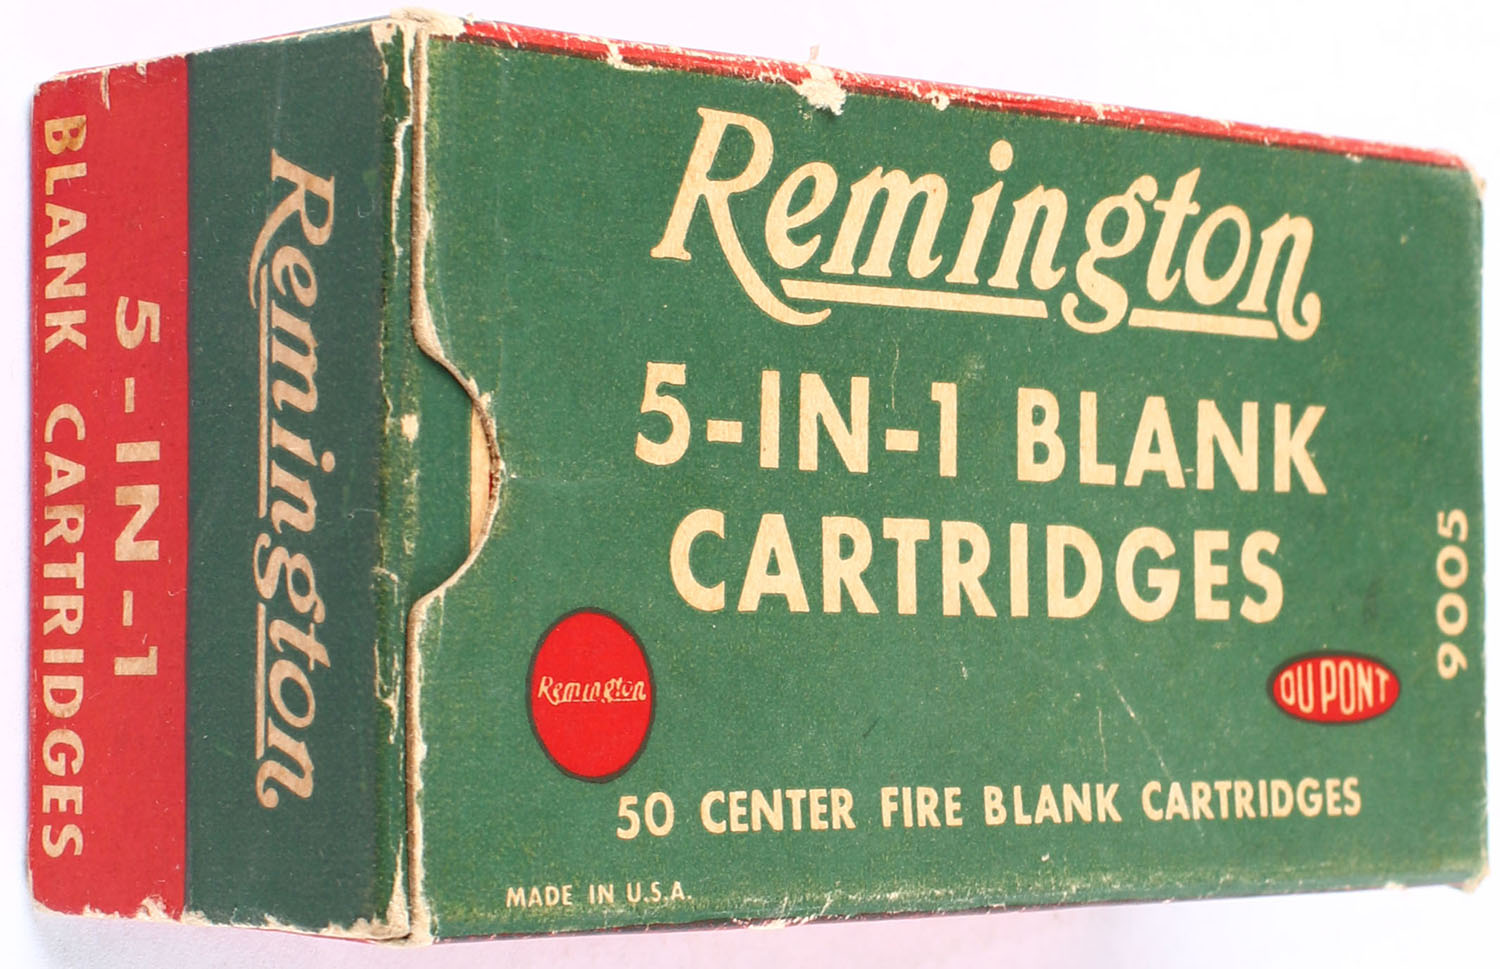 Remington
5-IN-1 BLANK
CARTRIDGES
Remington
DU PONT
9005
50 CENTER FIRE BLANK CARTRIDGES
MADE IN U.S.A.
Remington
5-IN-1
BLANK CARTRIDGES